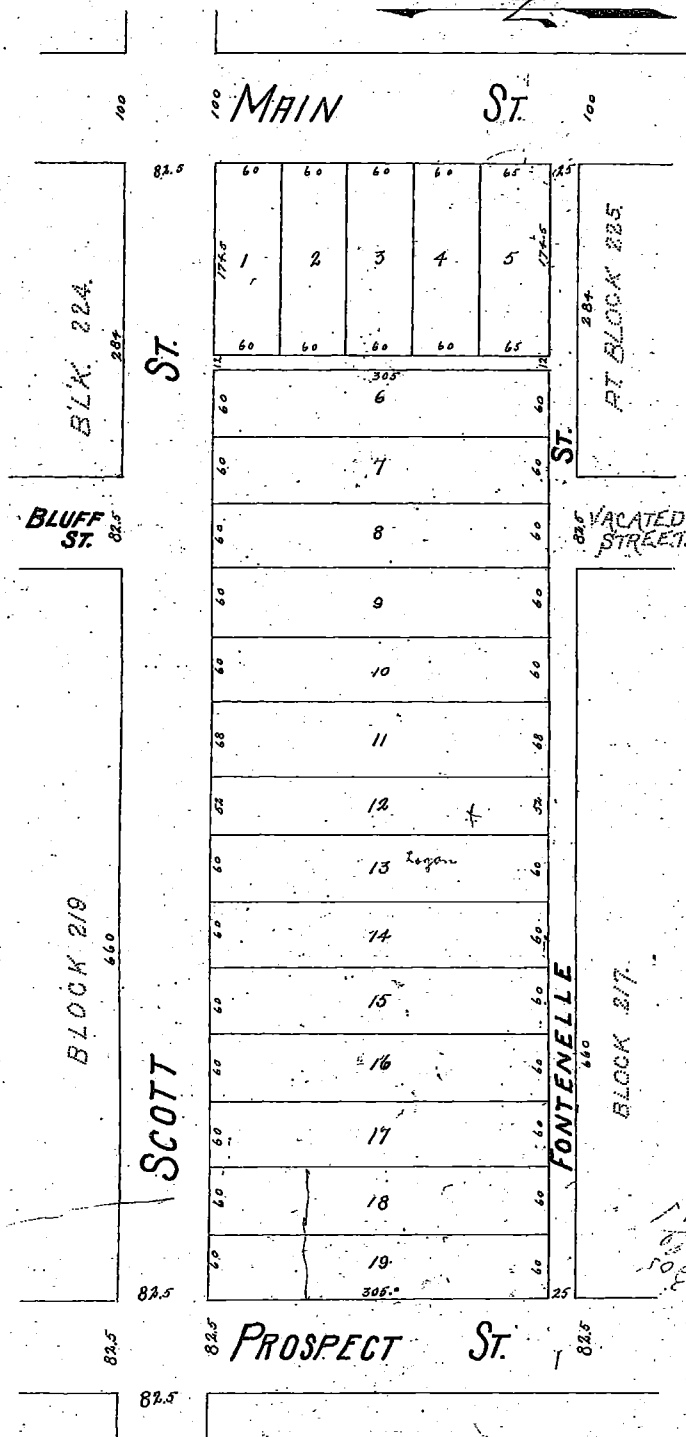 100
100 MAIN ST. 100
82.5 60 60 60 60 65 25
174.5 1 2 3 4 5 174.5
BLK. 224.
284
ST.
284
PT BLOCK 225.
60 60 60 60 65
12 12
305
60 6 60
ST.
60 7 60
BLUFF ST. 82.5
60 8 60
82.5 VACATED STREET.
60 9 60
60 10 60
68 11 68
52 12 52
60 13 Logan 60
60 14 60
BLOCK 219
660
60 15 60
60 16 60
FONTENELLE
660
BLOCK 217.
SCOTT
60 17 60
60 18 60
60 19 60
82.5 305. 25
82.5 82.5 PROSPECT ST. 82.5
82.5